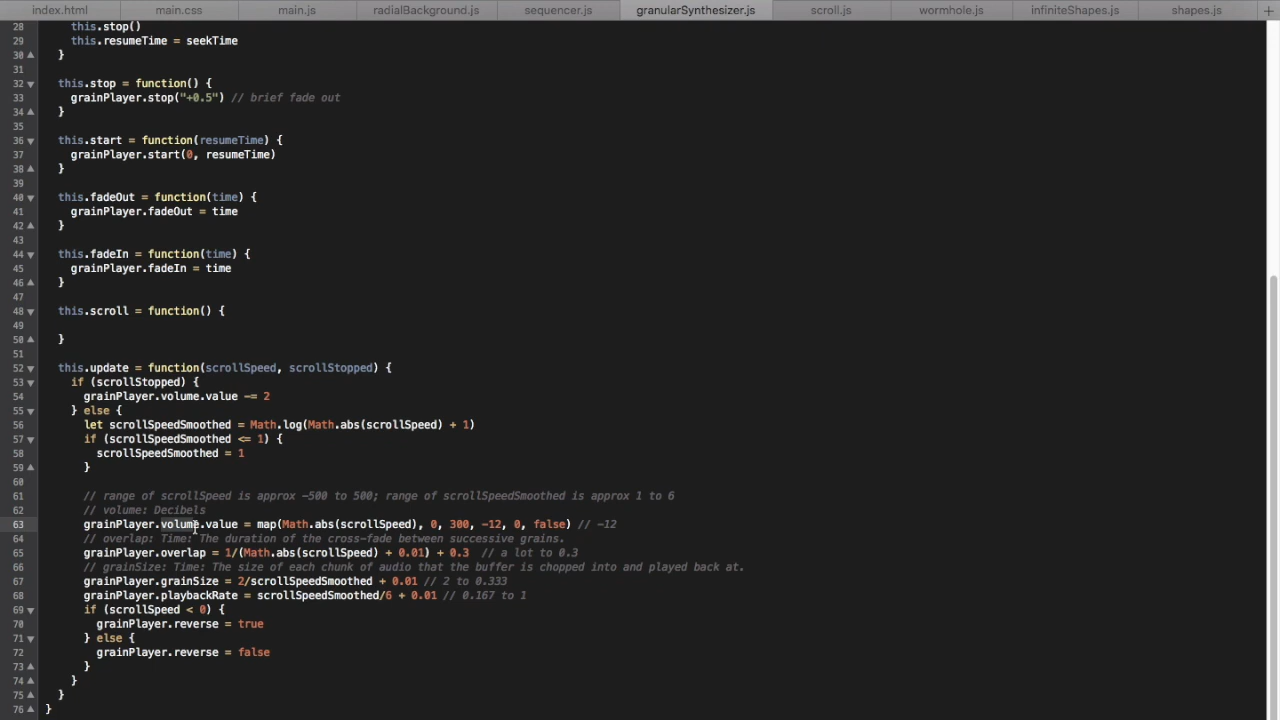 index.html main.css main.js radialBackground.js sequencer.js granularSynthesizer.js scroll.js wormhole.js infiniteShapes.js shapes.js +
28 this.stop()
29 this.resumeTime = seekTime
30 }
31
32 this.stop = function() {
33 grainPlayer.stop("+0.5") // brief fade out
34 }
35
36 this.start = function(resumeTime) {
37 grainPlayer.start(0, resumeTime)
38 }
39
40 this.fadeOut = function(time) {
41 grainPlayer.fadeOut = time
42 }
43
44 this.fadeIn = function(time) {
45 grainPlayer.fadeIn = time
46 }
47
48 this.scroll = function() {
49
50 }
51
52 this.update = function(scrollSpeed, scrollStopped) {
53 if (scrollStopped) {
54 grainPlayer.volume.value -= 2
55 } else {
56 let scrollSpeedSmoothed = Math.log(Math.abs(scrollSpeed) + 1)
57 if (scrollSpeedSmoothed <= 1) {
58 scrollSpeedSmoothed = 1
59 }
60
61 // range of scrollSpeed is approx -500 to 500; range of scrollSpeedSmoothed is approx 1 to 6
62 // volume: Decibels
63 grainPlayer.volume.value = map(Math.abs(scrollSpeed), 0, 300, -12, 0, false) // -12
64 // overlap: Time: The duration of the cross-fade between successive grains.
65 grainPlayer.overlap = 1/(Math.abs(scrollSpeed) + 0.01) + 0.3 // a lot to 0.3
66 // grainSize: Time: The size of each chunk of audio that the buffer is chopped into and played back at.
67 grainPlayer.grainSize = 2/scrollSpeedSmoothed + 0.01 // 2 to 0.333
68 grainPlayer.playbackRate = scrollSpeedSmoothed/6 + 0.01 // 0.167 to 1
69 if (scrollSpeed < 0) {
70 grainPlayer.reverse = true
71 } else {
72 grainPlayer.reverse = false
73 }
74 }
75 }
76 }